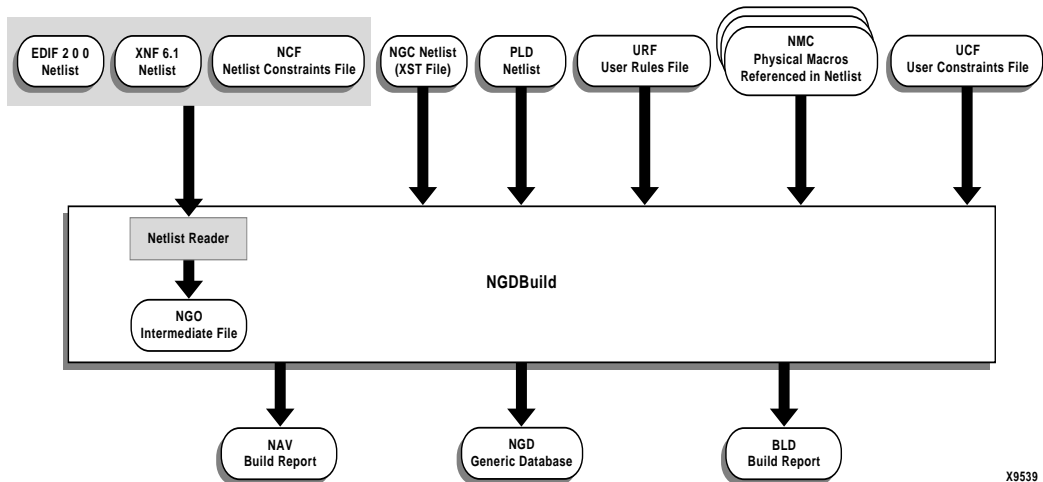 EDIF 2 0 0
Netlist
XNF 6.1
Netlist
NCF
Netlist Constraints File
NGC Netlist
(XST File)
PLD
Netlist
URF
User Rules File
NMC
Physical Macros
Referenced in Netlist
UCF
User Constraints File
Netlist Reader
NGDBuild
NGO
Intermediate File
NAV
Build Report
NGD
Generic Database
BLD
Build Report
X9539